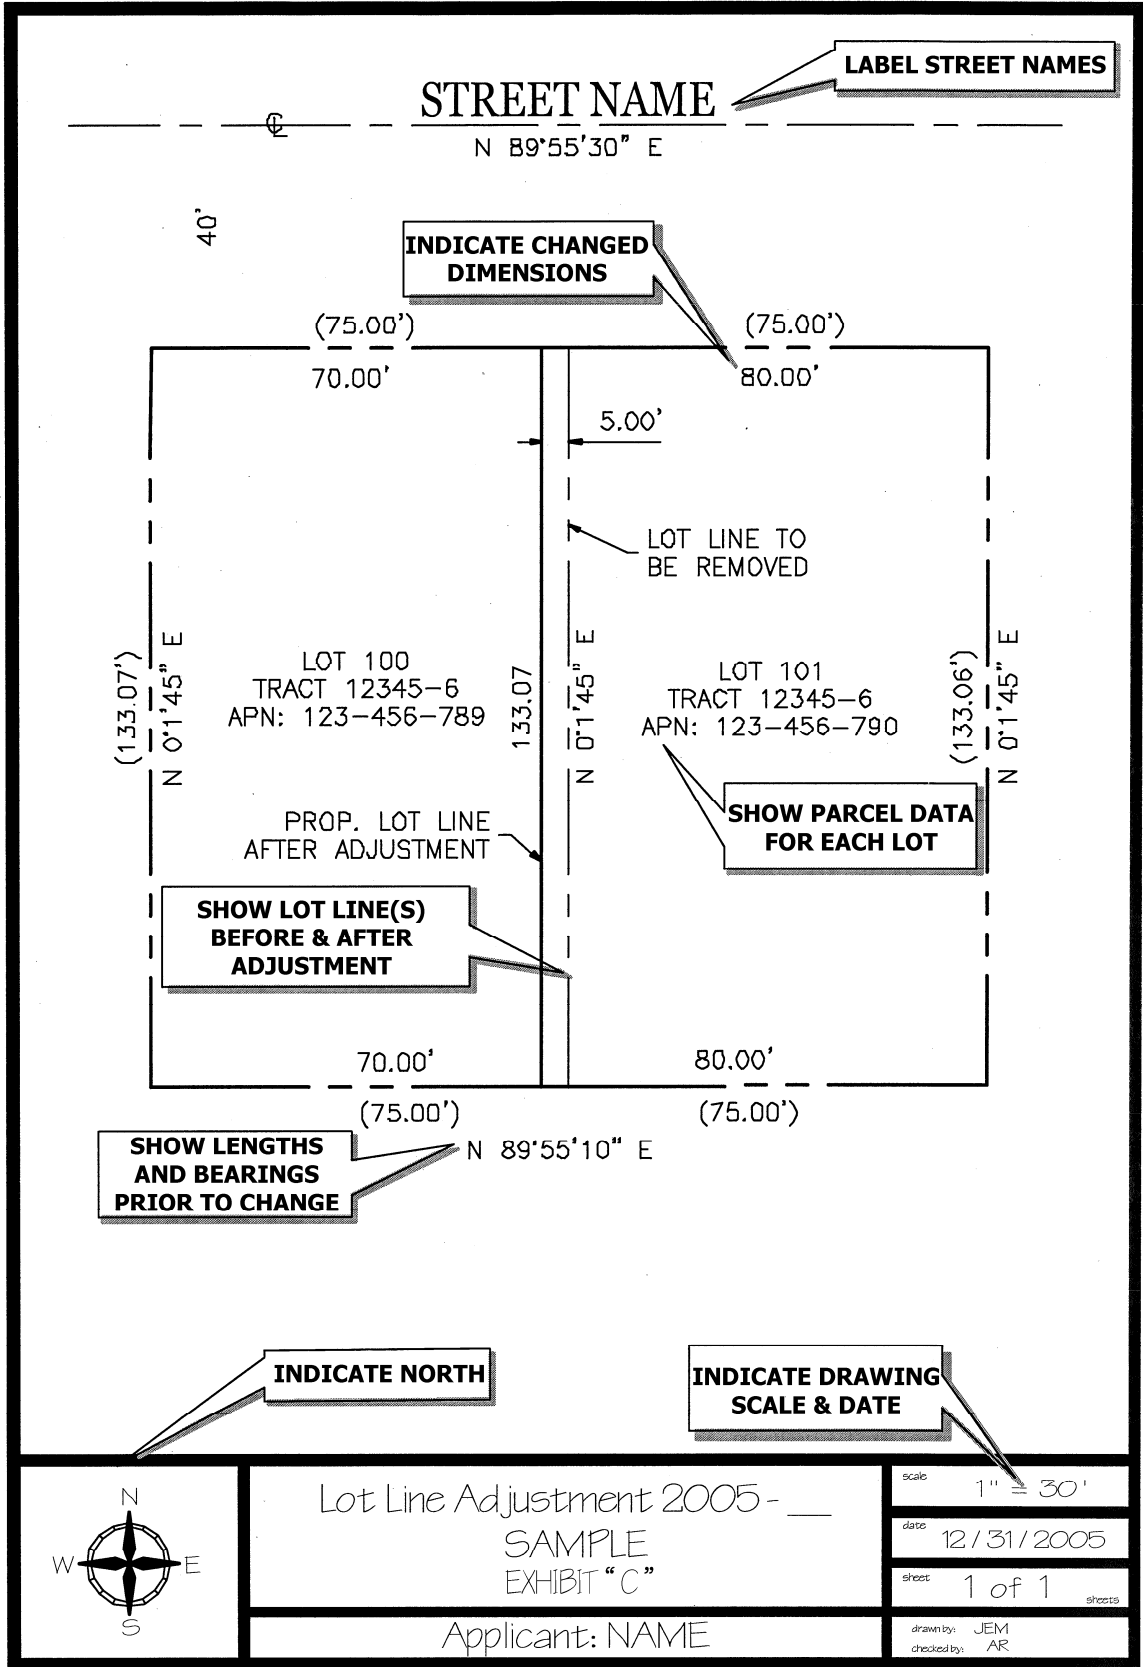 LABEL STREET NAMES
STREET NAME
℄
N 89°55'30" E
40'
INDICATE CHANGED
DIMENSIONS
(75.00')
(75.00')
70.00'
80.00'
5.00'
LOT LINE TO
BE REMOVED
(133.07')
N 0°1'45" E
LOT 100
TRACT 12345-6
APN: 123-456-789
133.07
N 0°1'45" E
LOT 101
TRACT 12345-6
APN: 123-456-790
(133.06')
N 0°1'45" E
SHOW PARCEL DATA
FOR EACH LOT
PROP. LOT LINE
AFTER ADJUSTMENT
SHOW LOT LINE(S)
BEFORE & AFTER
ADJUSTMENT
70.00'
80.00'
(75.00')
(75.00')
SHOW LENGTHS
AND BEARINGS
PRIOR TO CHANGE
N 89°55'10" E
INDICATE NORTH
INDICATE DRAWING
SCALE & DATE
N
W E
S
Lot Line Adjustment 2005-___
SAMPLE
EXHIBIT "C"
Applicant: NAME
scale 1" = 30'
date 12/31/2005
sheet 1 of 1 sheets
drawn by: JEM
checked by: AR